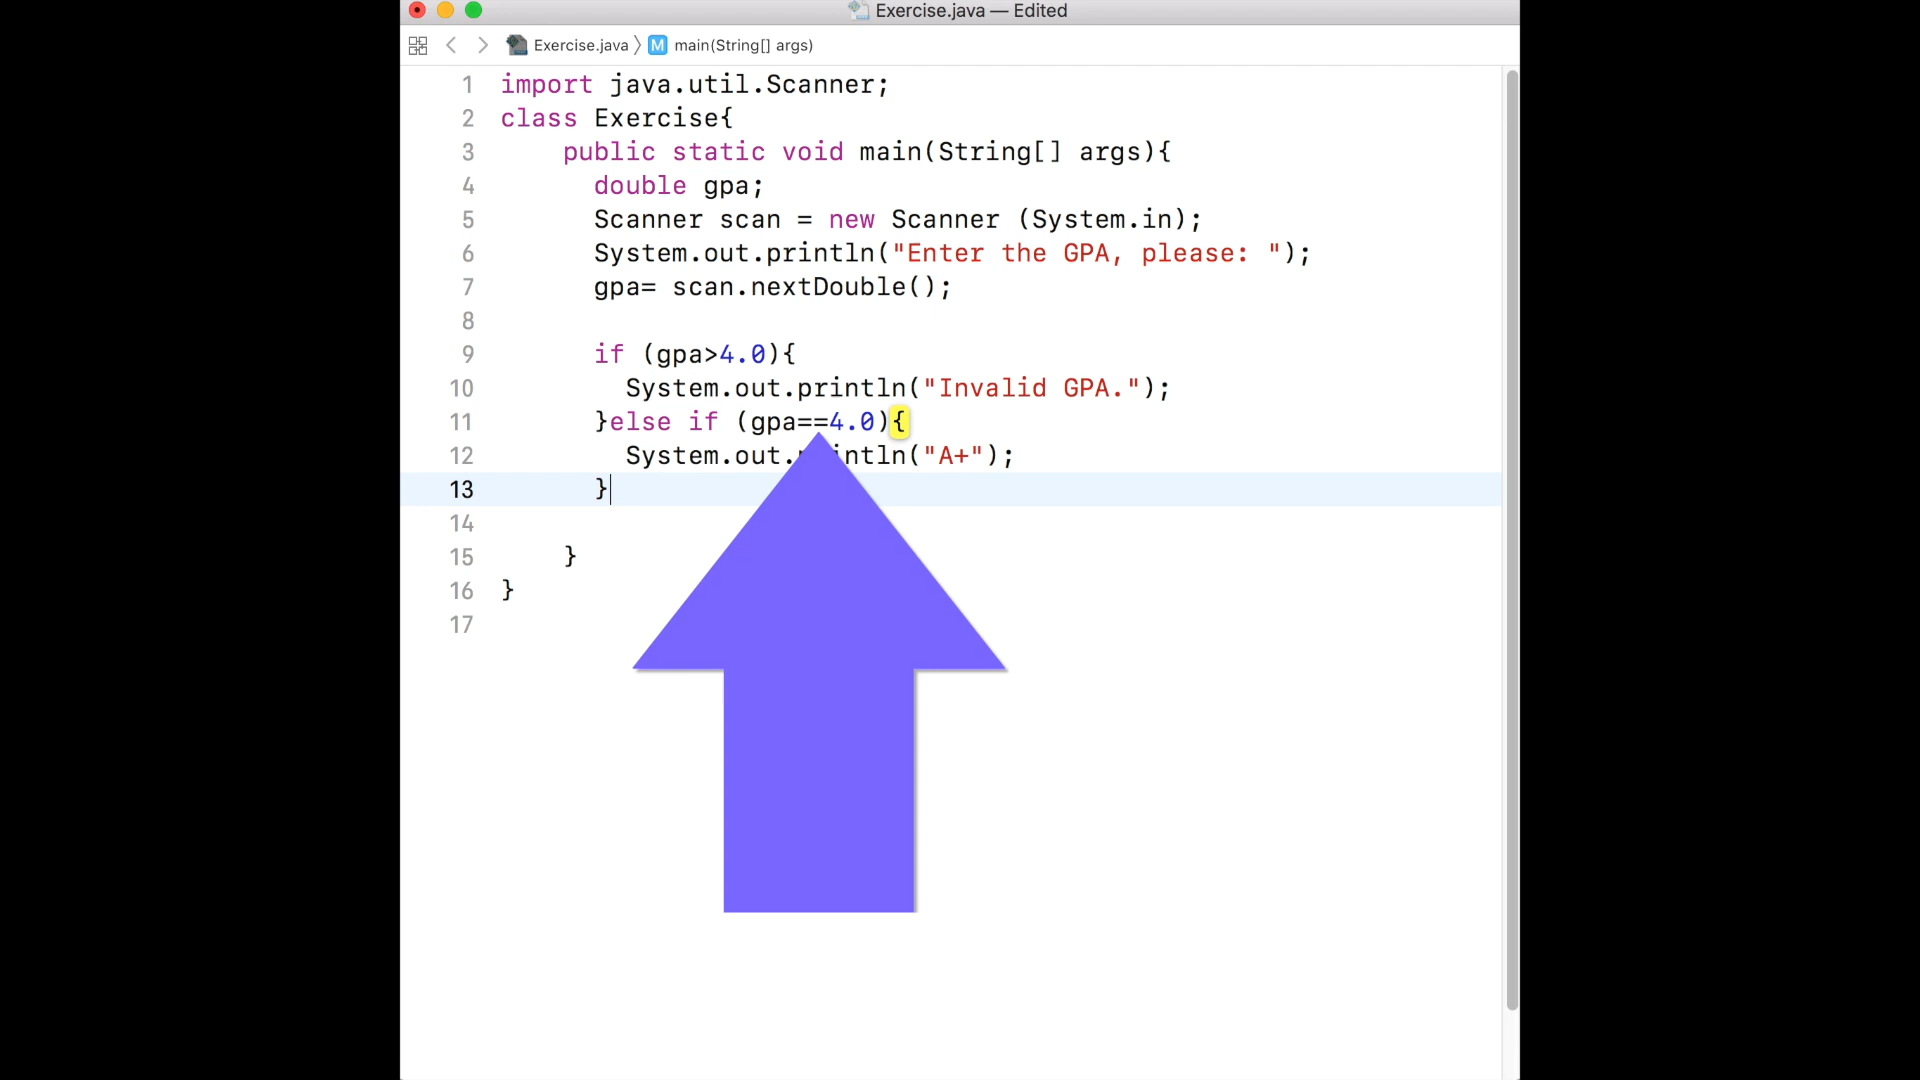 Exercise.java — Edited
Exercise.java 〉 M main(String[] args)
1 import java.util.Scanner;
2 class Exercise{
3 public static void main(String[] args){
4 double gpa;
5 Scanner scan = new Scanner (System.in);
6 System.out.println("Enter the GPA, please: ");
7 gpa= scan.nextDouble();
8
9 if (gpa>4.0){
10 System.out.println("Invalid GPA.");
11 }else if (gpa==4.0){
12 System.out.println("A+");
13 }
14
15 }
16 }
17